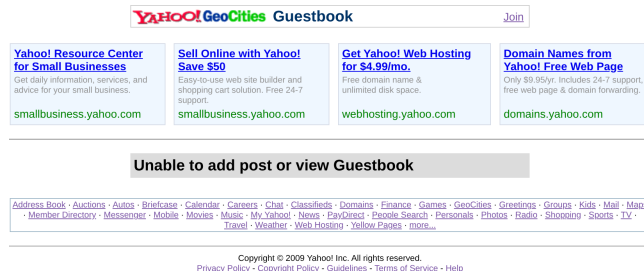 YAHOO! GeoCities Guestbook Join
Yahoo! Resource Center
for Small Businesses
Get daily information, services, and
advice for your small business.
smallbusiness.yahoo.com
Sell Online with Yahoo!
Save $50
Easy-to-use web site builder and
shopping cart solution. Free 24-7
support.
smallbusiness.yahoo.com
Get Yahoo! Web Hosting
for $4.99/mo.
Free domain name &
unlimited disk space.
webhosting.yahoo.com
Domain Names from
Yahoo! Free Web Page
Only $9.95/yr. Includes 24-7 support,
free web page & domain forwarding.
domains.yahoo.com
Unable to add post or view Guestbook
Address Book · Auctions · Autos · Briefcase · Calendar · Careers · Chat · Classifieds · Domains · Finance · Games · GeoCities · Greetings · Groups · Kids · Mail · Maps
· Member Directory · Messenger · Mobile · Movies · Music · My Yahoo! · News · PayDirect · People Search · Personals · Photos · Radio · Shopping · Sports · TV ·
Travel · Weather · Web Hosting · Yellow Pages · more...
Copyright © 2009 Yahoo! Inc. All rights reserved.
Privacy Policy - Copyright Policy - Guidelines - Terms of Service - Help